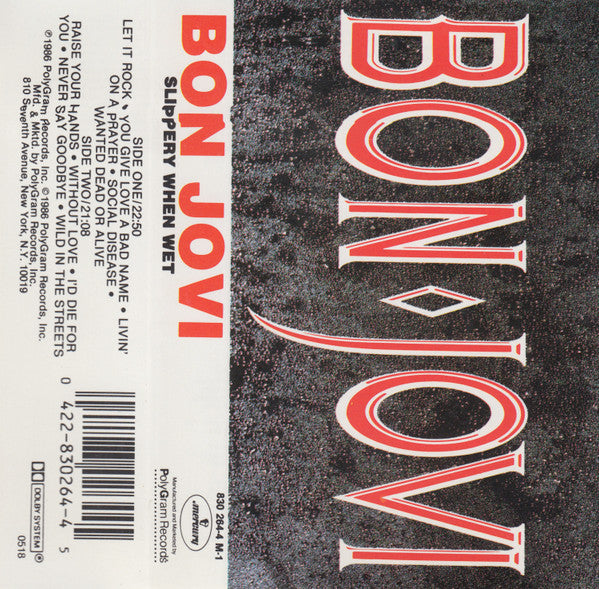 BON JOVI
BON JOVI
SLIPPERY WHEN WET
830 264-4 M-1
mercury
Manufactured and Marketed by
PolyGram Records
SIDE ONE/22:50
LET IT ROCK • YOU GIVE LOVE A BAD NAME • LIVIN'
ON A PRAYER • SOCIAL DISEASE •
WANTED DEAD OR ALIVE
SIDE TWO/21:08
RAISE YOUR HANDS • WITHOUT LOVE • I'D DIE FOR
YOU • NEVER SAY GOODBYE • WILD IN THE STREETS
℗1986 PolyGram Records, Inc. ©1986 PolyGram Records, Inc.
Mfd. & Mktd. by PolyGram Records, Inc.
810 Seventh Avenue, New York, N.Y. 10019
0 422-830264-4 5
DOLBY SYSTEM ®
0518